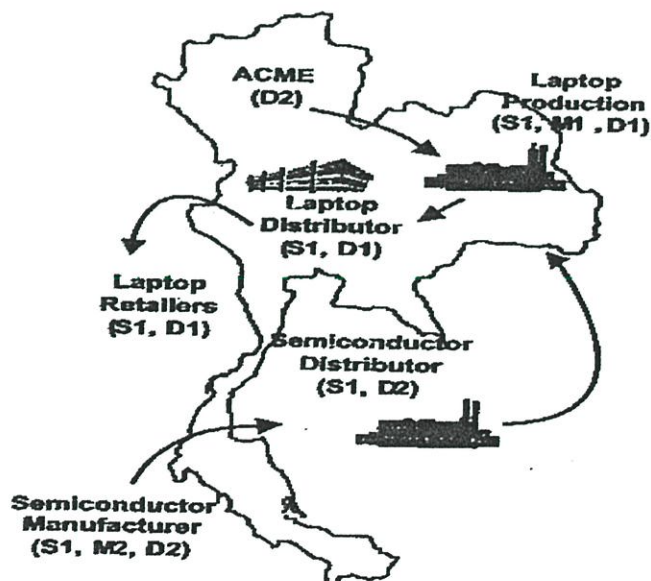 ACME
(D2)
Laptop
Production
(S1, M1 ,D1)
Laptop
Distributor
(S1, D1)
Laptop
Retailers
(S1, D1)
Semiconductor
Distributor
(S1, D2)
Semiconductor
Manufacturer
(S1, M2, D2)